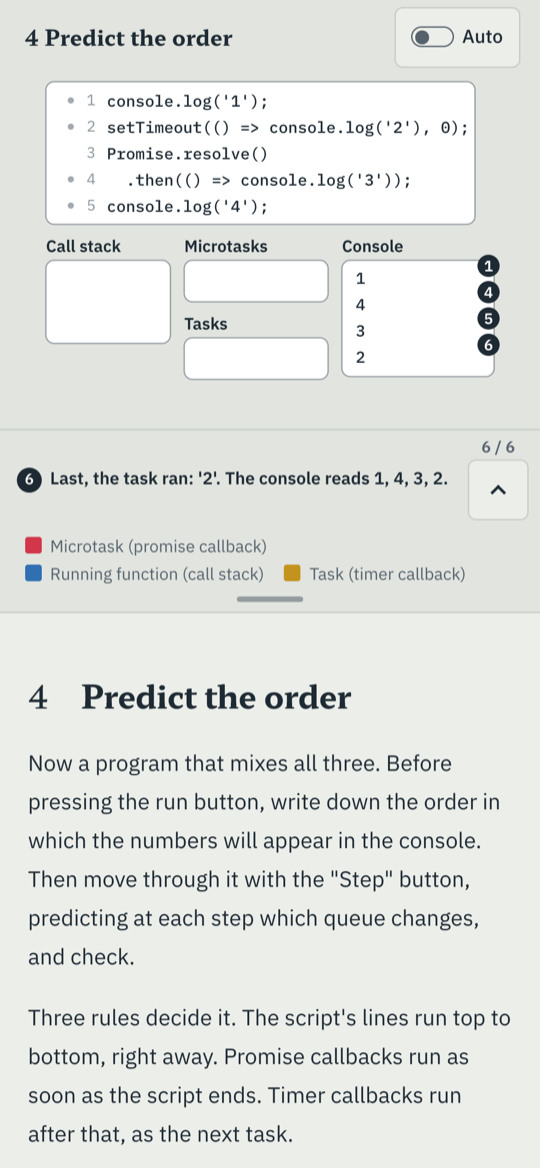 4 Predict the order
Auto
1 console.log('1');
2 setTimeout(() => console.log('2'), 0);
3 Promise.resolve()
4 .then(() => console.log('3'));
5 console.log('4');
Call stack
Microtasks
Console
1 1
4 4
3 5
2 6
Tasks
6 / 6
6 Last, the task ran: '2'. The console reads 1, 4, 3, 2.
Microtask (promise callback)
Running function (call stack) Task (timer callback)
4 Predict the order
Now a program that mixes all three. Before
pressing the run button, write down the order in
which the numbers will appear in the console.
Then move through it with the "Step" button,
predicting at each step which queue changes,
and check.
Three rules decide it. The script's lines run top to
bottom, right away. Promise callbacks run as
soon as the script ends. Timer callbacks run
after that, as the next task.